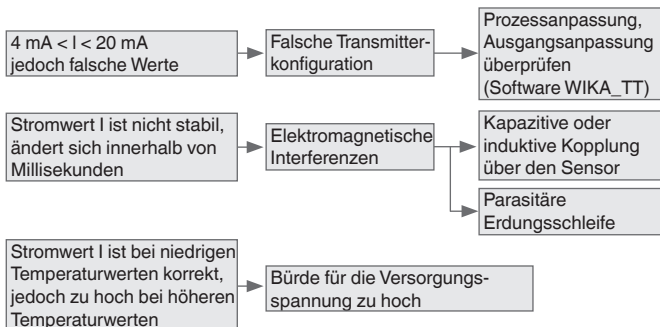 4 mA < I < 20 mA
jedoch falsche Werte
Falsche Transmitter-
konfiguration
Prozessanpassung,
Ausgangsanpassung
überprüfen
(Software WIKA_TT)
Stromwert I ist nicht stabil,
ändert sich innerhalb von
Millisekunden
Elektromagnetische
Interferenzen
Kapazitive oder
induktive Kopplung
über den Sensor
Parasitäre
Erdungsschleife
Stromwert I ist bei niedrigen
Temperaturwerten korrekt,
jedoch zu hoch bei höheren
Temperaturwerten
Bürde für die Versorgungs-
spannung zu hoch